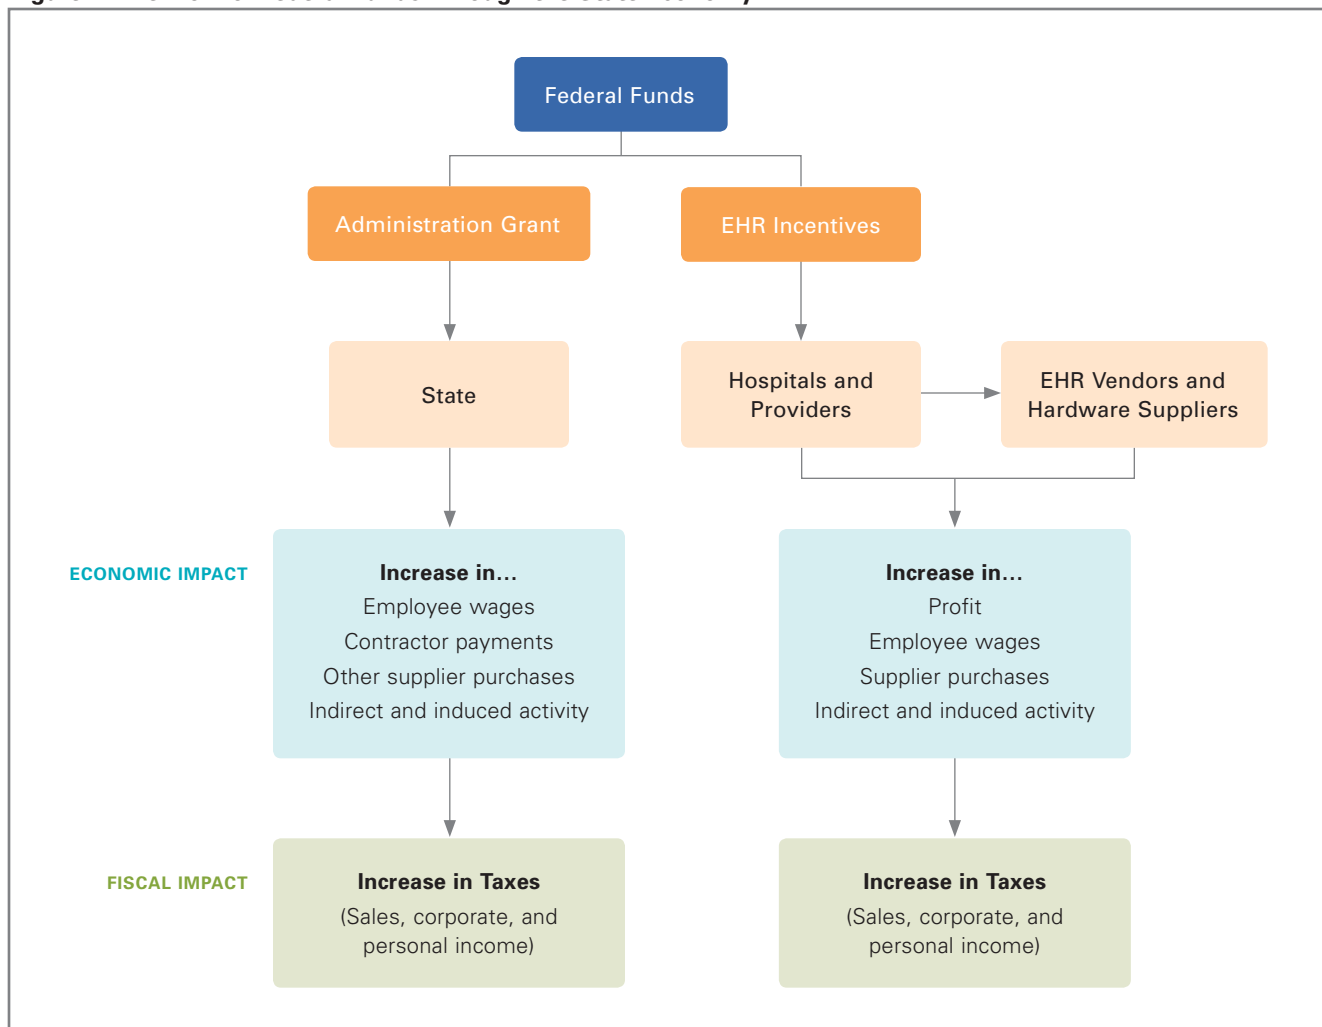 Federal Funds
Administration Grant
EHR Incentives
State
Hospitals and
Providers
EHR Vendors and
Hardware Suppliers
ECONOMIC IMPACT
Increase in…
Employee wages
Contractor payments
Other supplier purchases
Indirect and induced activity
Increase in…
Profit
Employee wages
Supplier purchases
Indirect and induced activity
FISCAL IMPACT
Increase in Taxes
(Sales, corporate, and
personal income)
Increase in Taxes
(Sales, corporate, and
personal income)